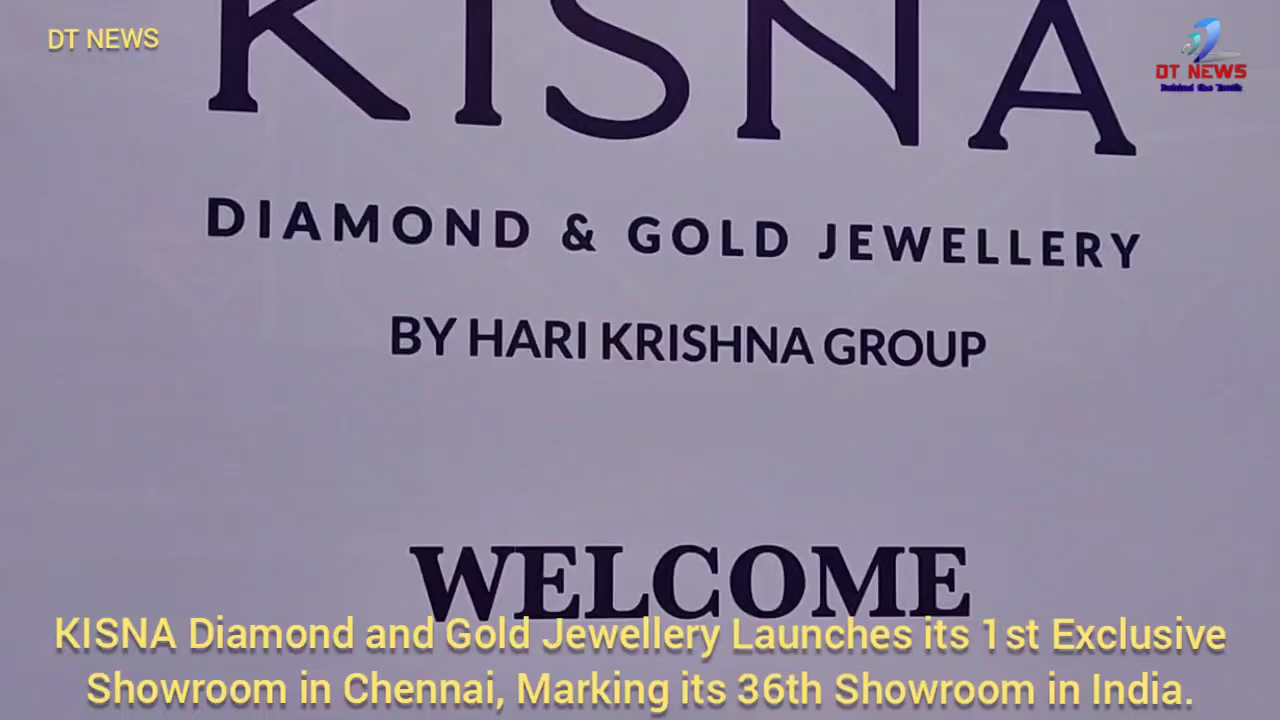 DT NEWS
KISNA
DT NEWS
DIAMOND & GOLD JEWELLERY
BY HARI KRISHNA GROUP
WELCOME
KISNA Diamond and Gold Jewellery Launches its 1st Exclusive
Showroom in Chennai, Marking its 36th Showroom in India.